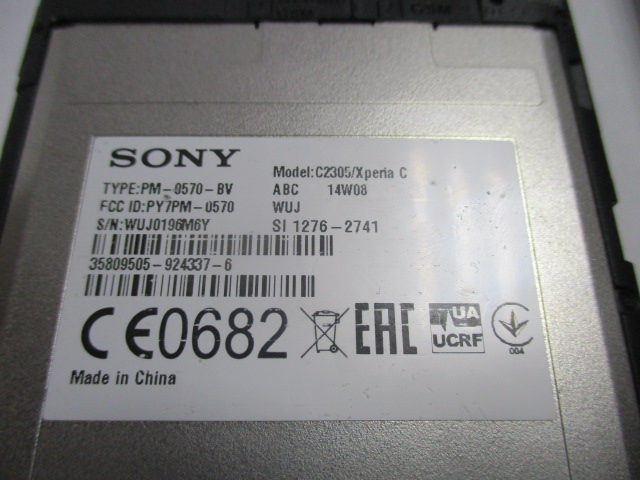 SONY
Model:C2305/Xperia C
TYPE:PM-0570-BV
ABC 14W08
FCC ID:PY7PM-0570
WUJ
S/N:WUJ0196M6Y
SI 1276-2741
35809505-924337-6
CE0682
EAC
UA
UCRF
004
Made in China